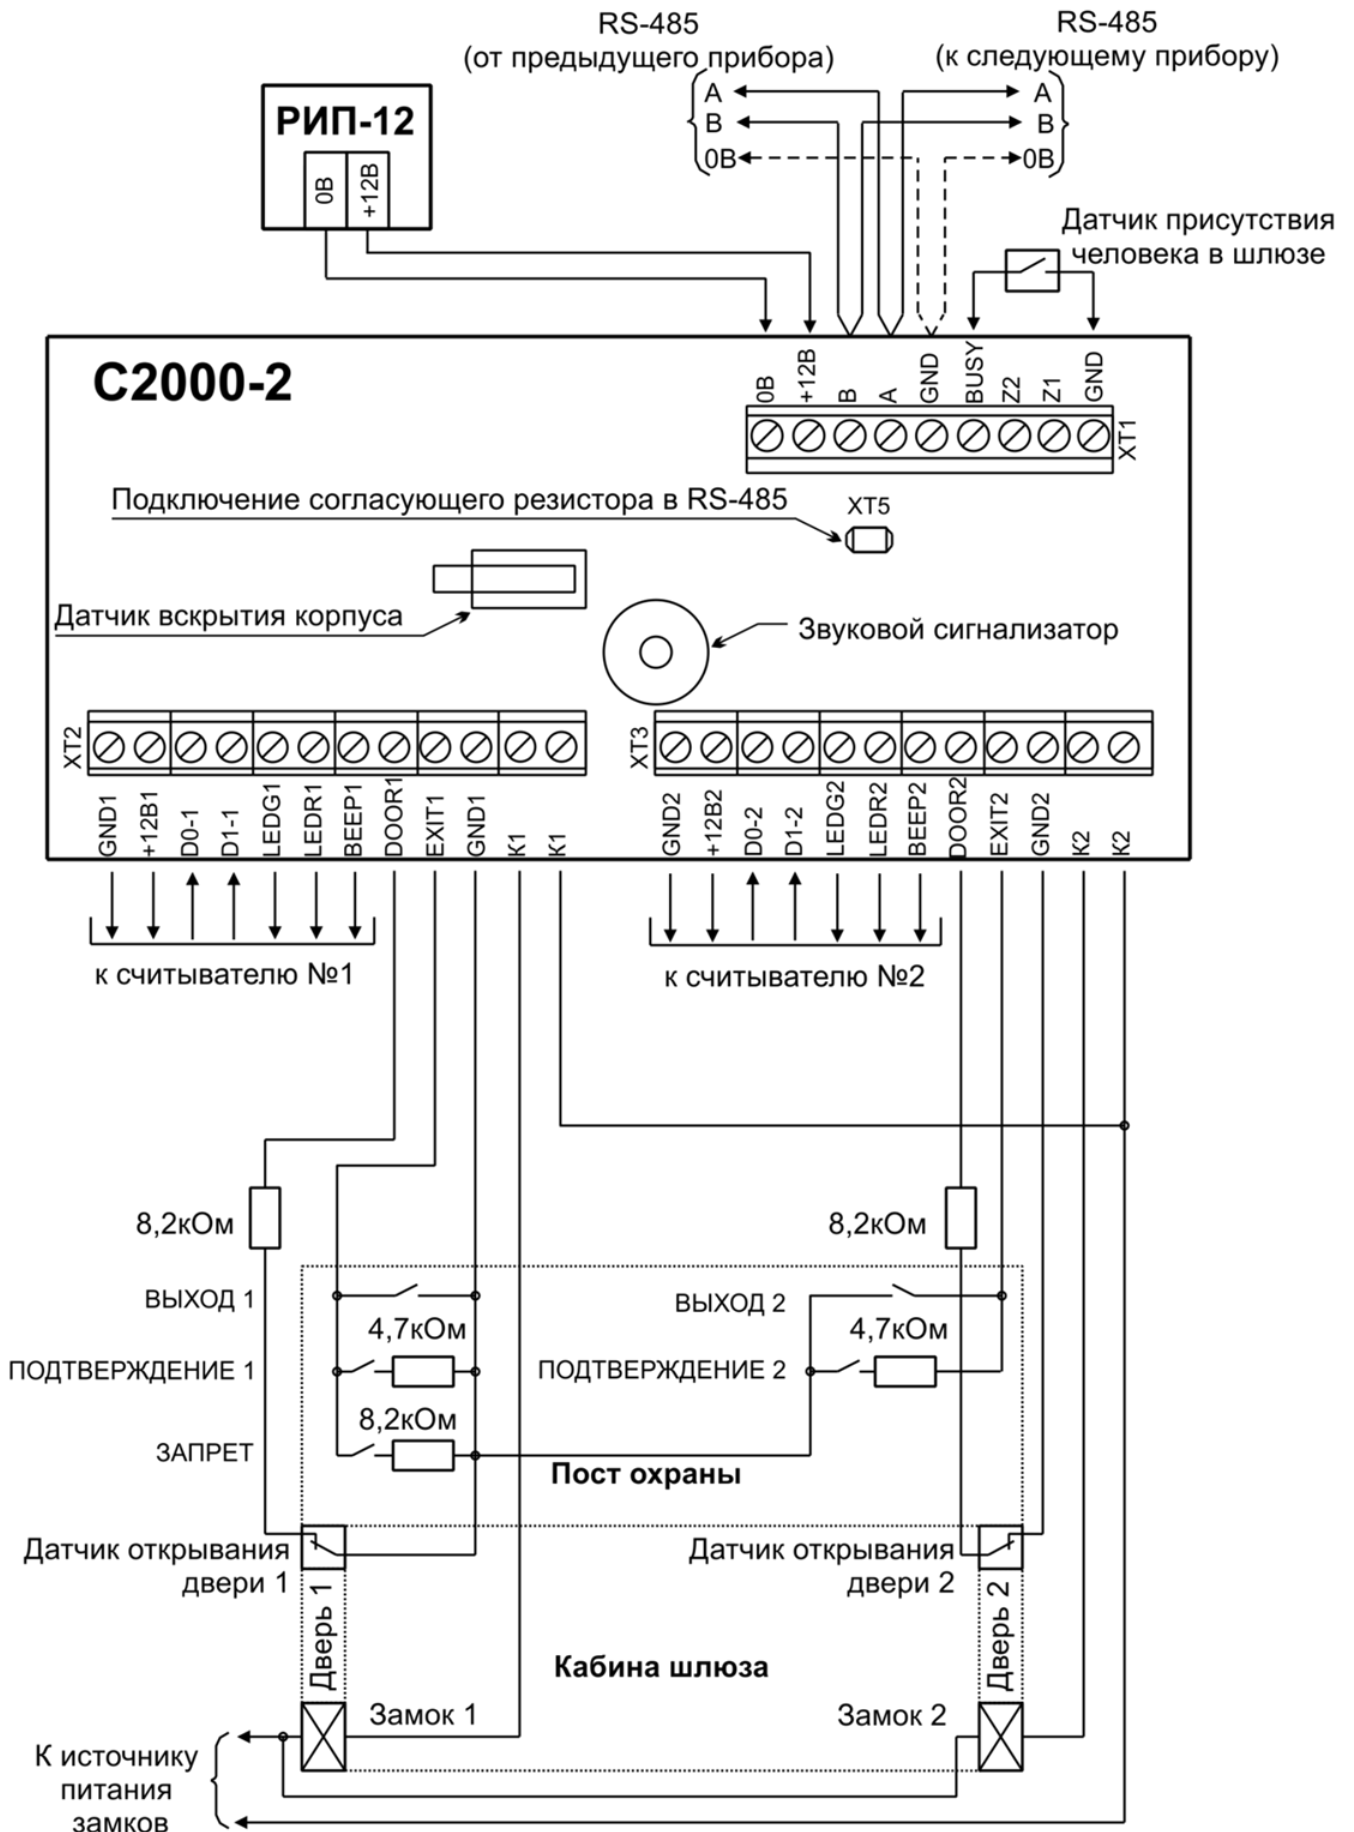 RS-485
(от предыдущего прибора)
A
B
0В
RS-485
(к следующему прибору)
A
B
0В
РИП-12
0В
+12В
Датчик присутствия
человека в шлюзе
С2000-2
0В
+12В
B
A
GND
BUSY
Z2
Z1
GND
XT1
Подключение согласующего резистора в RS-485
XT5
Датчик вскрытия корпуса
Звуковой сигнализатор
XT2
XT3
GND1
+12В1
D0-1
D1-1
LEDG1
LEDR1
BEEP1
DOOR1
EXIT1
GND1
К1
К1
GND2
+12В2
D0-2
D1-2
LEDG2
LEDR2
BEEP2
DOOR2
EXIT2
GND2
К2
К2
к считывателю №1
к считывателю №2
8,2кОм
8,2кОм
ВЫХОД 1
ВЫХОД 2
4,7кОм
4,7кОм
ПОДТВЕРЖДЕНИЕ 1
ПОДТВЕРЖДЕНИЕ 2
8,2кОм
ЗАПРЕТ
Пост охраны
Датчик открывания
двери 1
Датчик открывания
двери 2
Дверь 1
Дверь 2
Кабина шлюза
Замок 1
Замок 2
К источнику
питания
замков